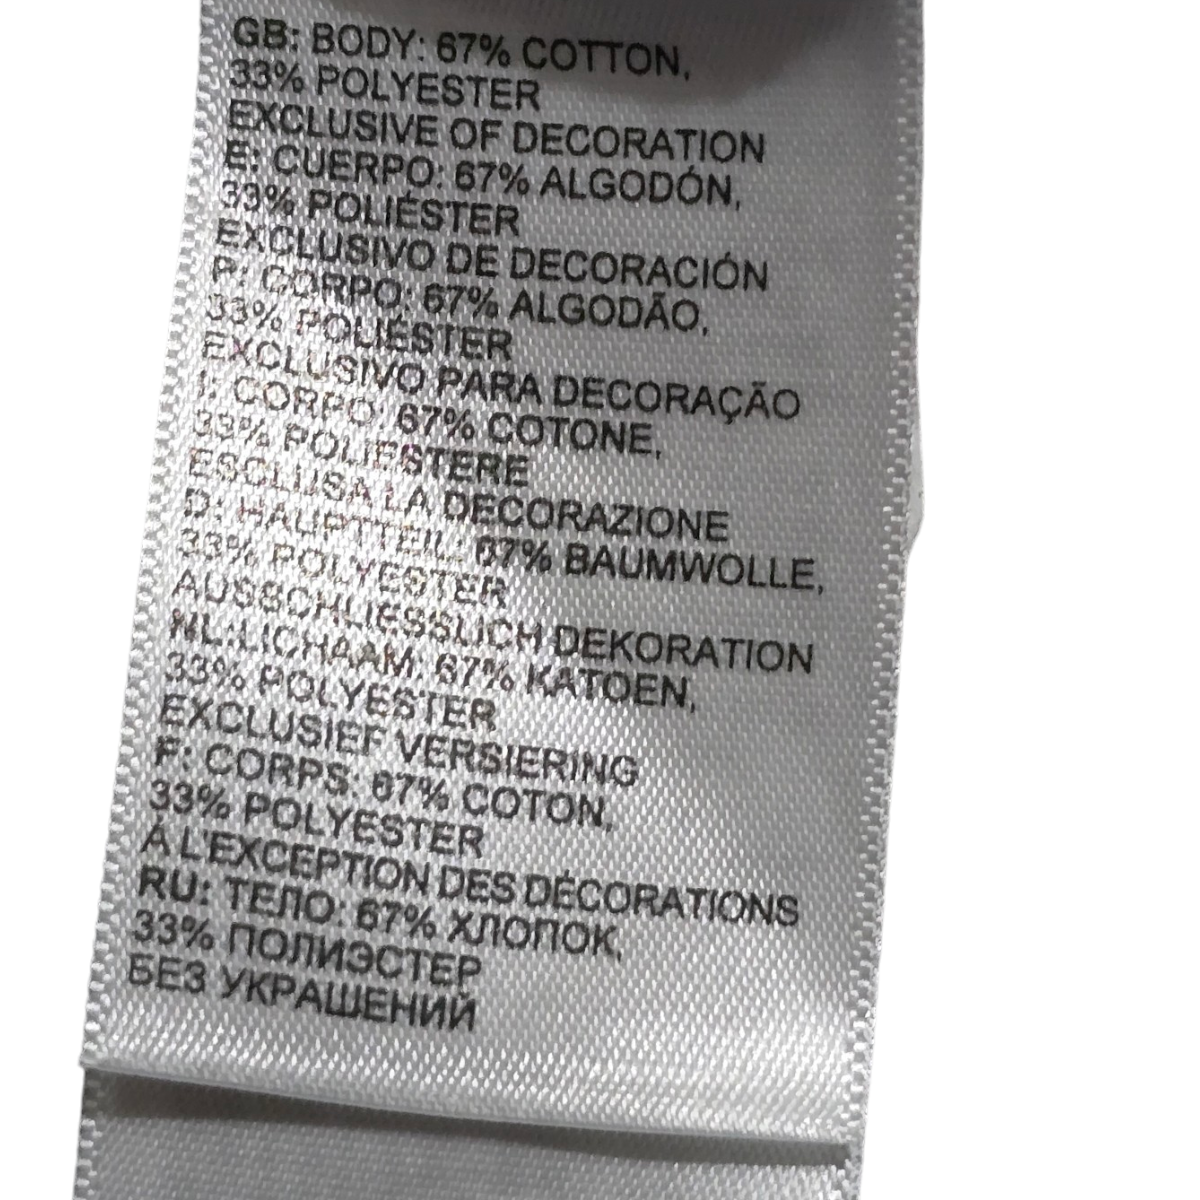 GB: BODY: 67% COTTON,
33% POLYESTER
EXCLUSIVE OF DECORATION
E: CUERPO: 67% ALGODÓN,
33% POLIÉSTER
EXCLUSIVO DE DECORACIÓN
P: CORPO: 67% ALGODÃO,
33% POLIÉSTER
EXCLUSIVO PARA DECORAÇÃO
I: CORPO: 67% COTONE,
33% POLIESTERE
ESCLUSA LA DECORAZIONE
D: HAUPTTEIL: 67% BAUMWOLLE,
33% POLYESTER
AUSSCHLIESSLICH DEKORATION
NL:LICHAAM: 67% KATOEN,
33% POLYESTER
EXCLUSIEF VERSIERING
F: CORPS: 67% COTON,
33% POLYESTER
À L'EXCEPTION DES DÉCORATIONS
RU: ТЕЛО: 67% ХЛОПОК,
33% ПОЛИЭСТЕР
БЕЗ УКРАШЕНИЙ